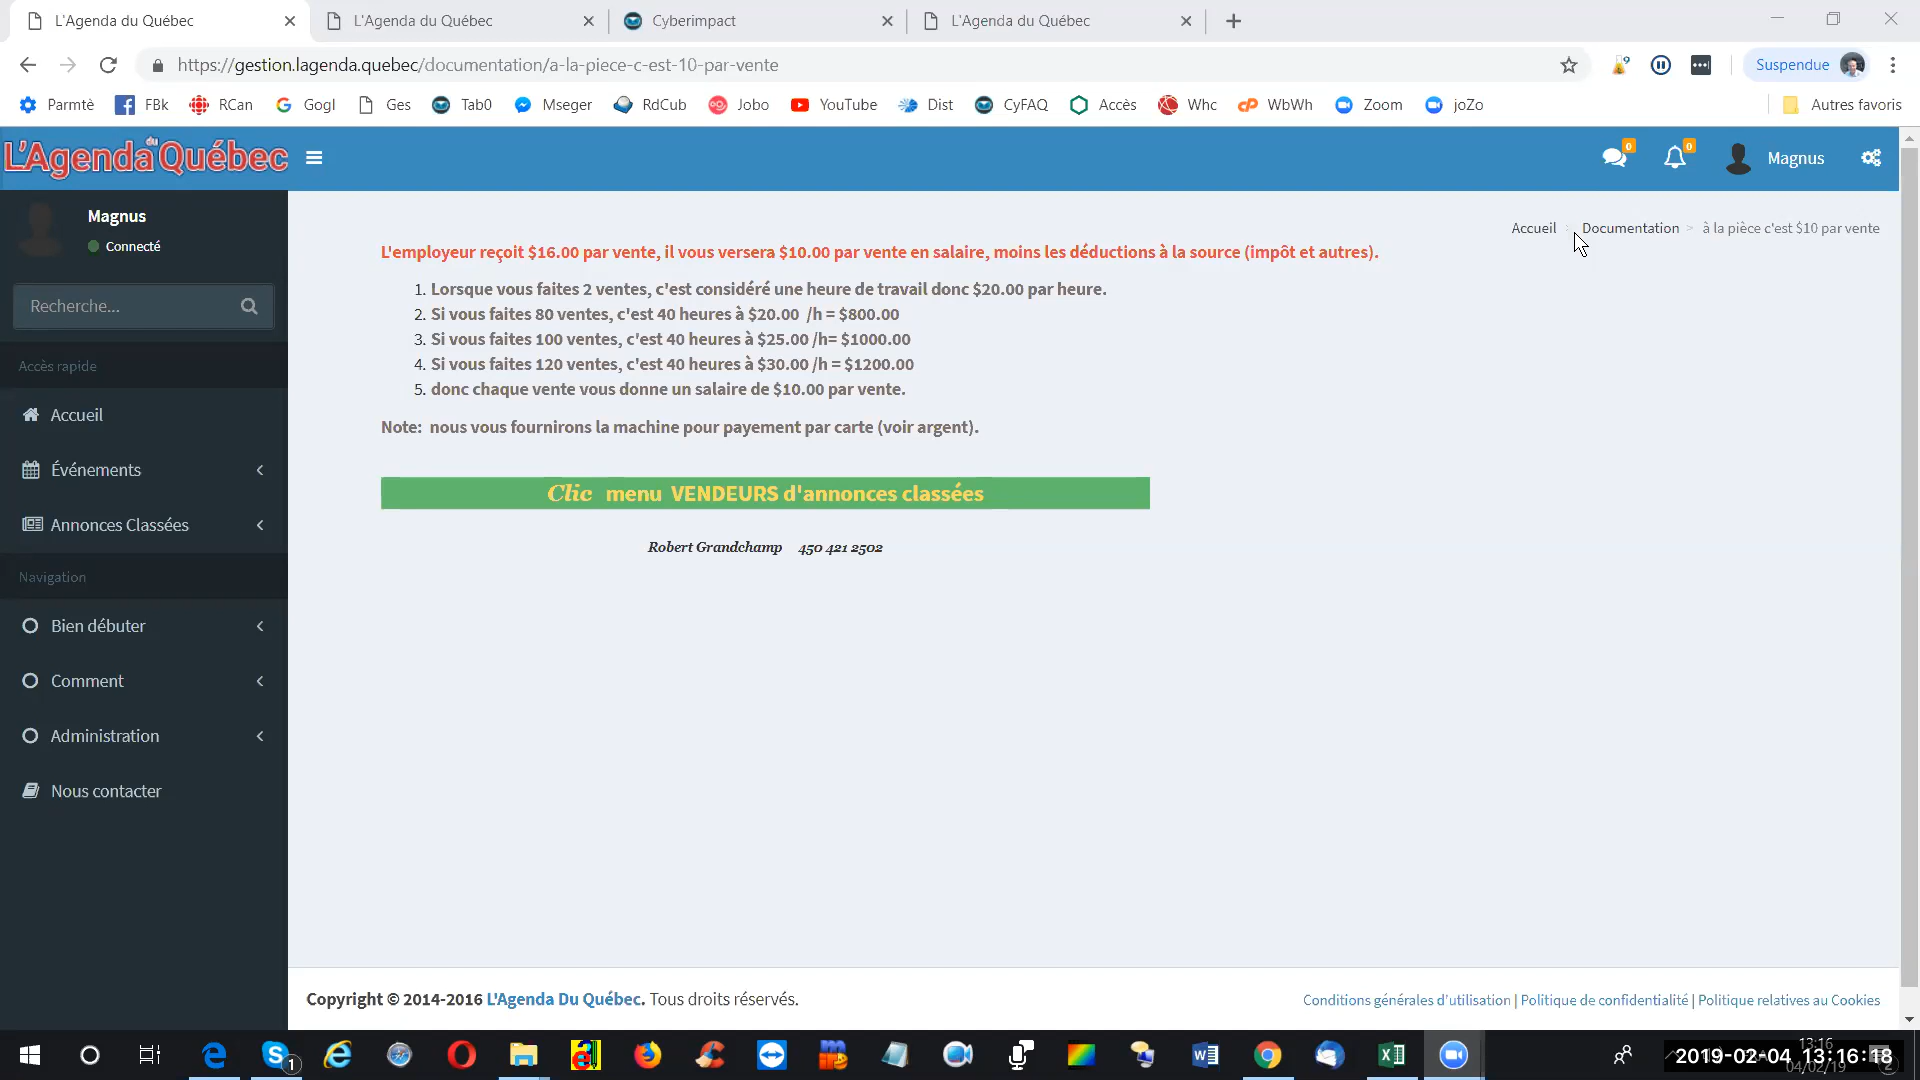 L'Agenda du Québec
L'Agenda du Québec
Cyberimpact
L'Agenda du Québec
https://gestion.lagenda.quebec/documentation/a-la-piece-c-est-10-par-vente
Suspendue
Parmtè FBk RCan Gogl Ges Tab0 Mseger RdCub Jobo YouTube Dist CyFAQ Accès Whc WbWh Zoom joZo Autres favoris
L'Agenda du Québec
0 0 Magnus
Magnus
Connecté
Recherche...
Accès rapide
Accueil
Événements
Annonces Classées
Navigation
Bien débuter
Comment
Administration
Nous contacter
Accueil > Documentation > à la pièce c'est $10 par vente
L'employeur reçoit $16.00 par vente, il vous versera $10.00 par vente en salaire, moins les déductions à la source (impôt et autres).
1. Lorsque vous faites 2 ventes, c'est considéré une heure de travail donc $20.00 par heure.
2. Si vous faites 80 ventes, c'est 40 heures à $20.00 /h = $800.00
3. Si vous faites 100 ventes, c'est 40 heures à $25.00 /h= $1000.00
4. Si vous faites 120 ventes, c'est 40 heures à $30.00 /h = $1200.00
5. donc chaque vente vous donne un salaire de $10.00 par vente.
Note: nous vous fournirons la machine pour payement par carte (voir argent).
Clic menu VENDEURS d'annonces classées
Robert Grandchamp 450 421 2502
Copyright © 2014-2016 L'Agenda Du Québec. Tous droits réservés.
Conditions générales d'utilisation | Politique de confidentialité | Politique relatives au Cookies
1
13:16
2019-02-04 13:16:18
04/02/19
2